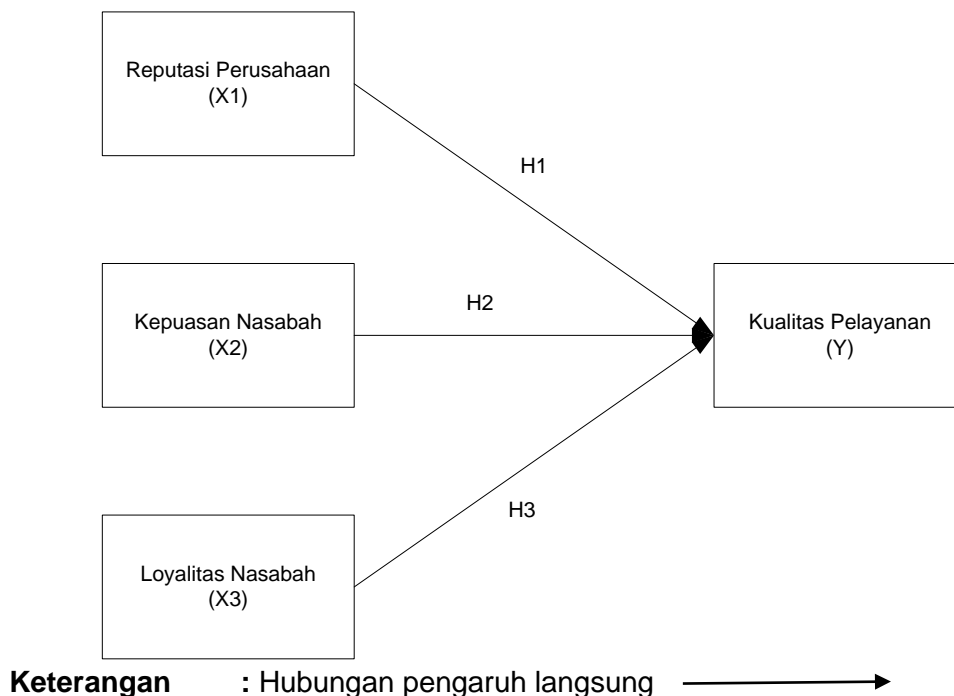 Reputasi Perusahaan
(X1)
H1
Kepuasan Nasabah
(X2)
H2
Kualitas Pelayanan
(Y)
H3
Loyalitas Nasabah
(X3)
Keterangan : Hubungan pengaruh langsung